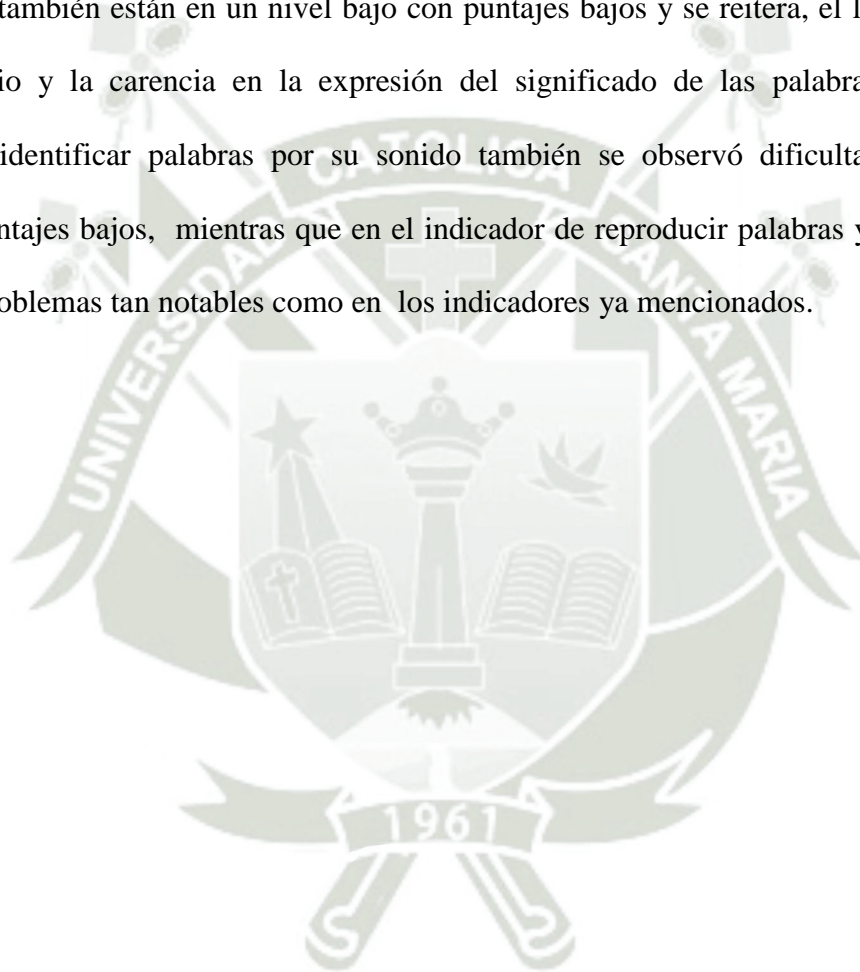 también están en un nivel bajo con puntajes bajos y se reitera, el l
io y la carencia en la expresión del significado de las palabra
identificar palabras por su sonido también se observó dificulta
ntajes bajos, mientras que en el indicador de reproducir palabras y
oblemas tan notables como en los indicadores ya mencionados.
UNIVERSIDAD CATOLICA SANTA MARIA
1961